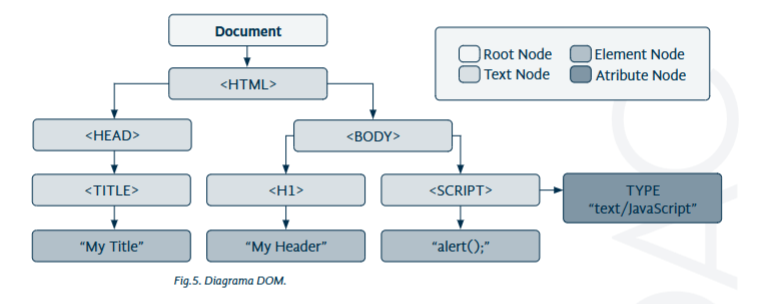 Document
Root Node
Element Node
Text Node
Atribute Node
<HTML>
<HEAD>
<BODY>
<TITLE>
<H1>
<SCRIPT>
TYPE
“text/JavaScript”
“My Title”
“My Header”
“alert();”
Fig.5. Diagrama DOM.